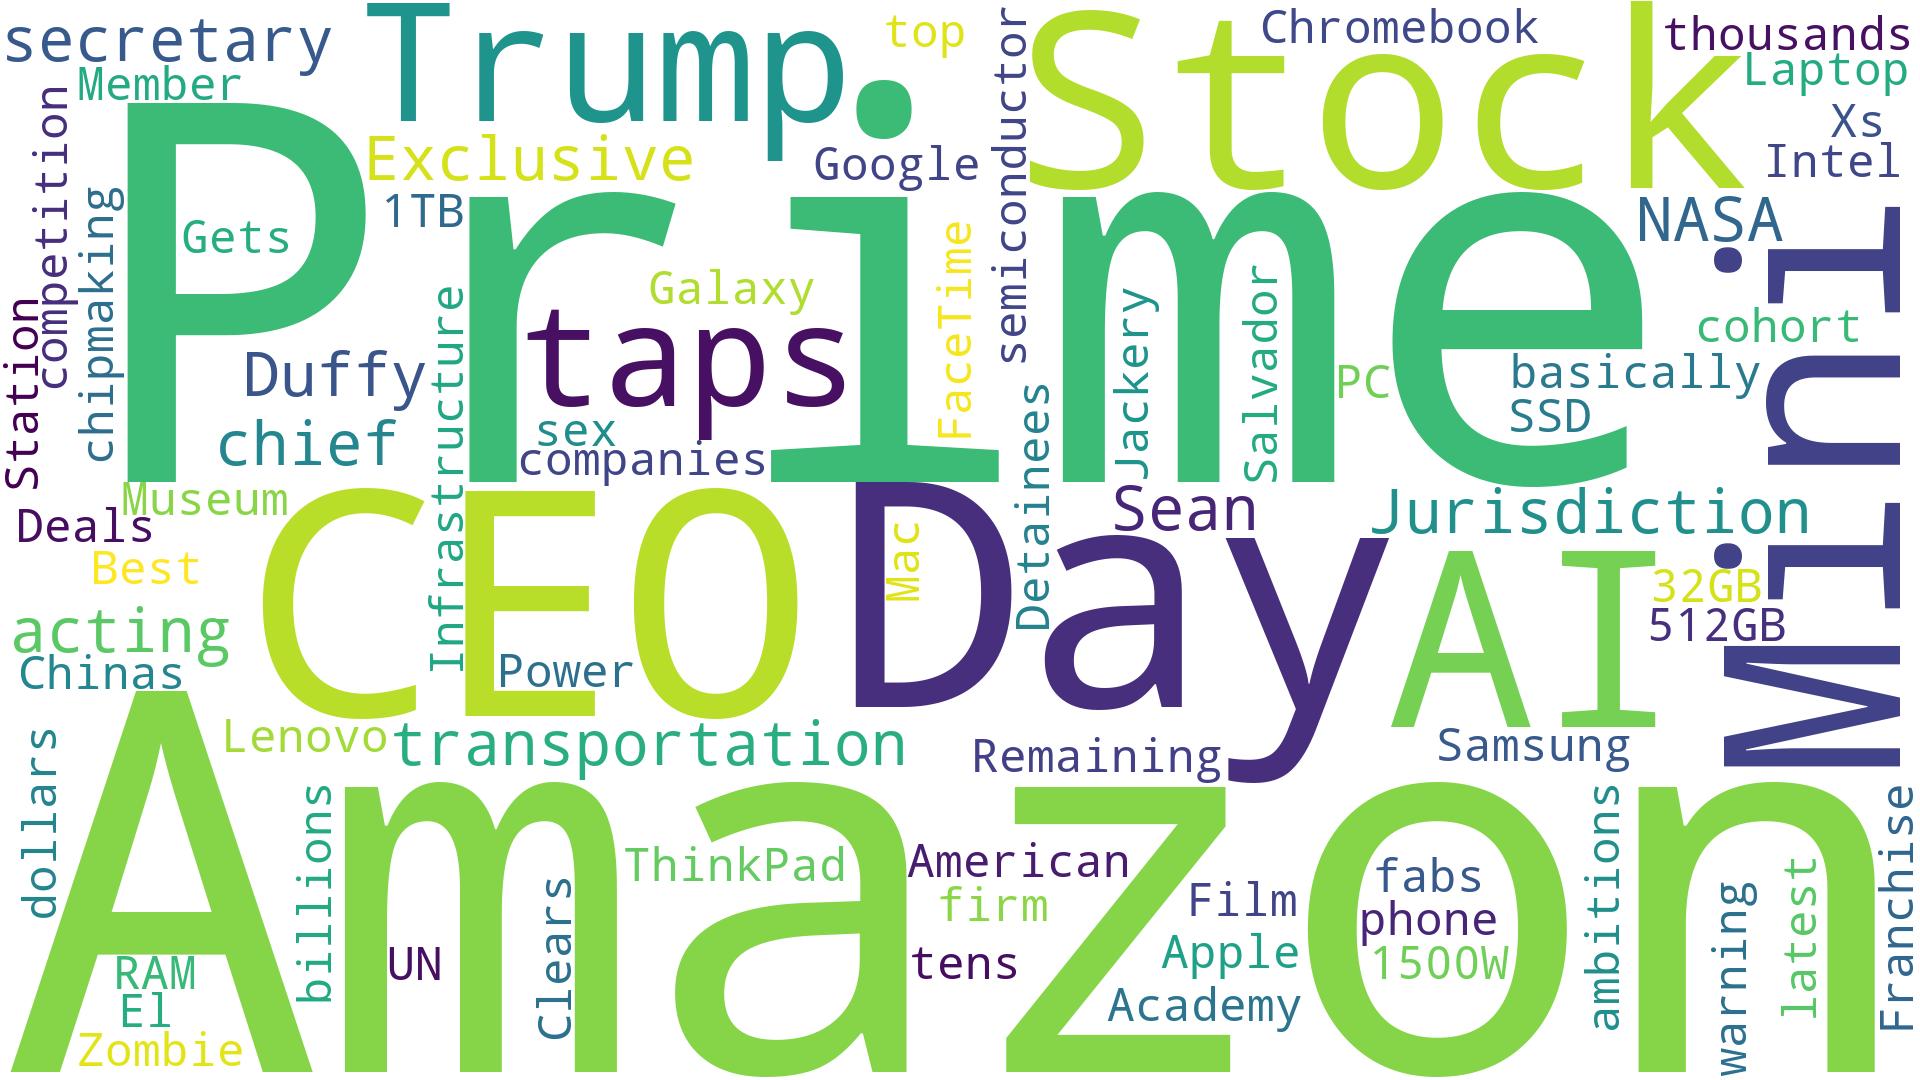 secretary
Trump
top
semiconductor
Stock
Chromebook
thousands
Member
Laptop
competition
Exclusive
Google
Xs
Intel
Prime
chipmaking
1TB
NASA
Mini
Gets
Galaxy
FaceTime
Salvador
Jackery
Infrastructure
Station
taps
cohort
Duffy
PC
basically
SSD
Detainees
chief
sex
companies
Museum
Deals
CEO
Day
Mac
Sean
Jurisdiction
Best
AI
32GB
512GB
acting
Chinas
Power
Lenovo
transportation
Remaining
Samsung
dollars
Amazon
billions
Clears
ThinkPad
American
fabs
ambitions
Franchise
firm
Film
phone
latest
warning
UN
tens
Apple
1500W
RAM
El
Academy
Zombie